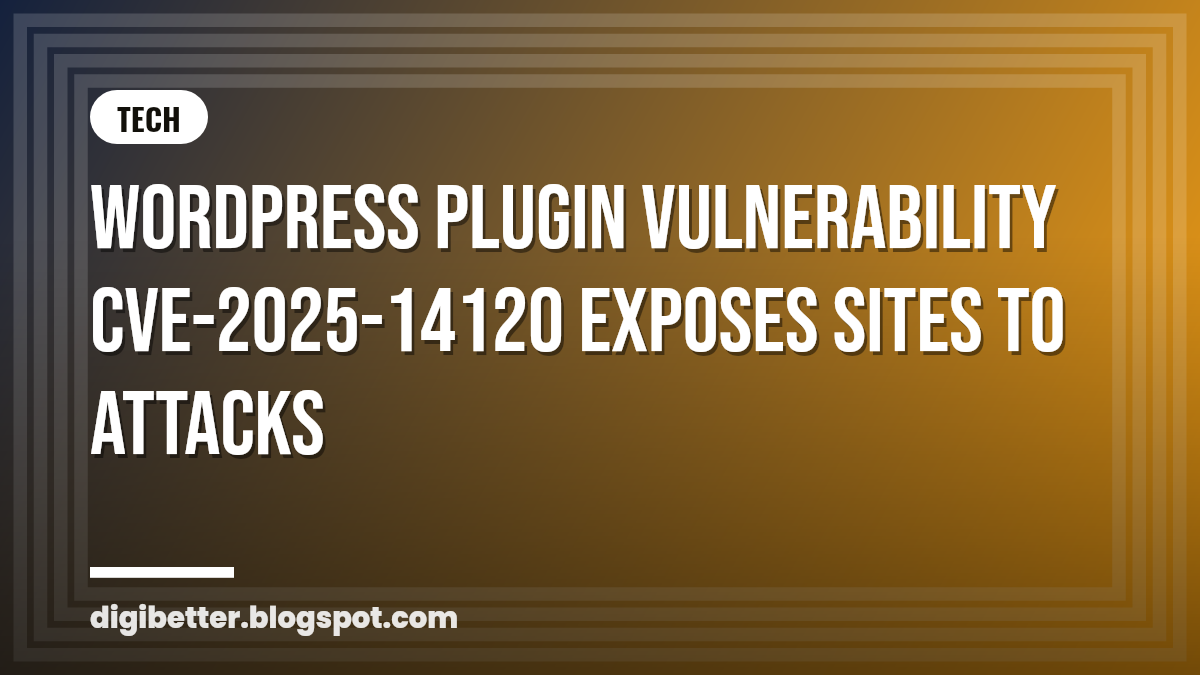 TECH
WORDPRESS PLUGIN VULNERABILITY
CVE-2025-14120 EXPOSES SITES TO
ATTACKS
digibetter.blogspot.com